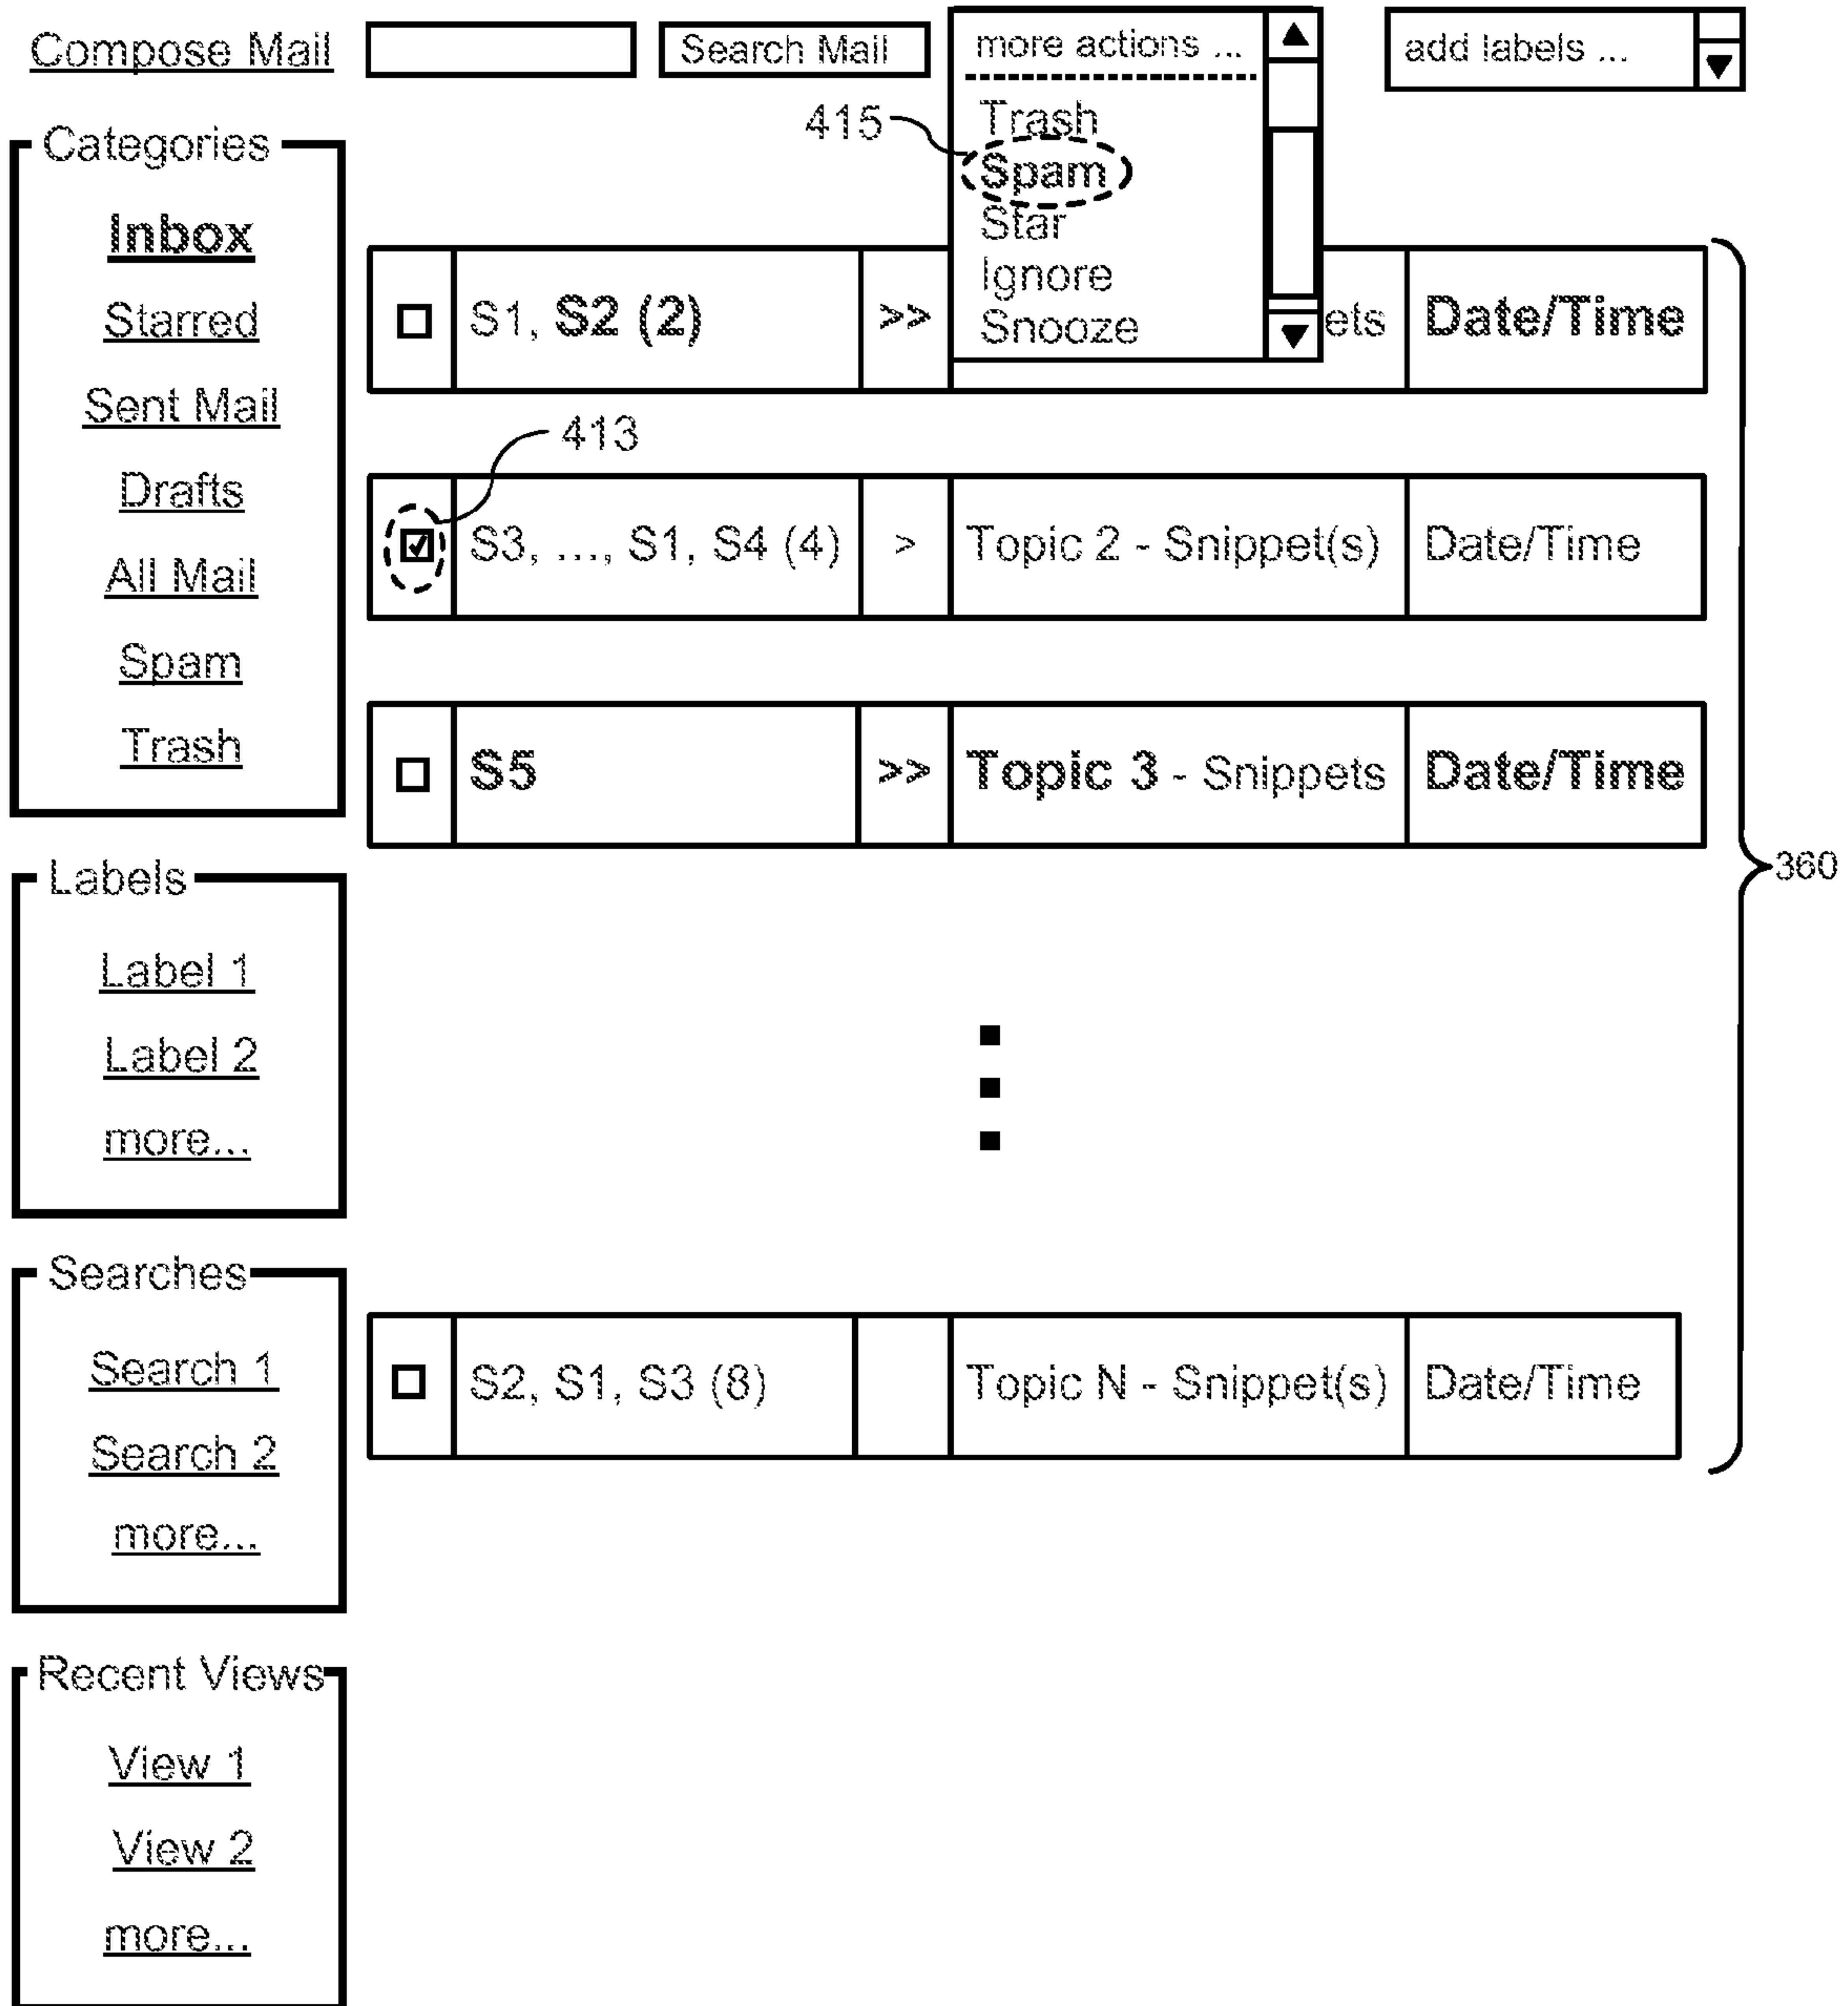 Compose Mail
Search Mail
more actions ...
add labels ...
Trash
Spam
Star
Ignore
Snooze
415
Categories
Inbox
Starred
Sent Mail
Drafts
All Mail
Spam
Trash
S1, S2 (2) >> ets Date/Time
413
S3, ..., S1, S4 (4) > Topic 2 - Snippet(s) Date/Time
S5 >> Topic 3 - Snippets Date/Time
360
Labels
Label 1
Label 2
more...
Searches
Search 1
Search 2
more...
S2, S1, S3 (8) Topic N - Snippet(s) Date/Time
Recent Views
View 1
View 2
more...